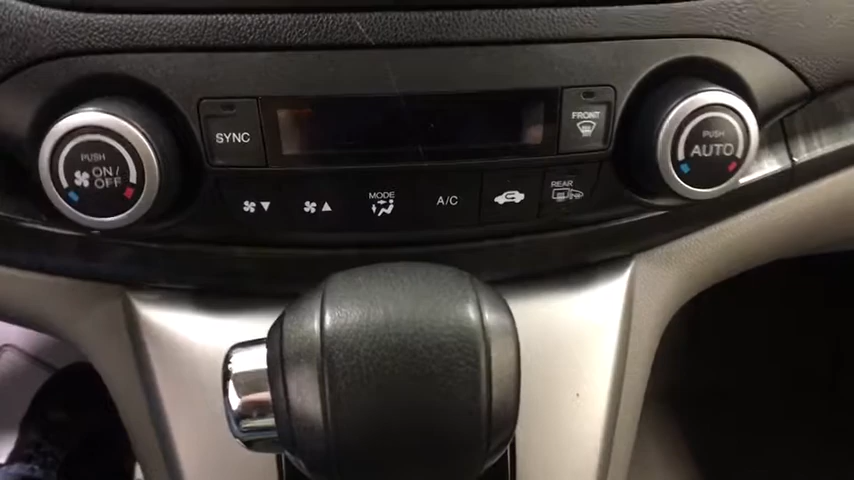 PUSH
ON/
OFF
SYNC
FRONT
PUSH
AUTO
MODE
A/C
REAR